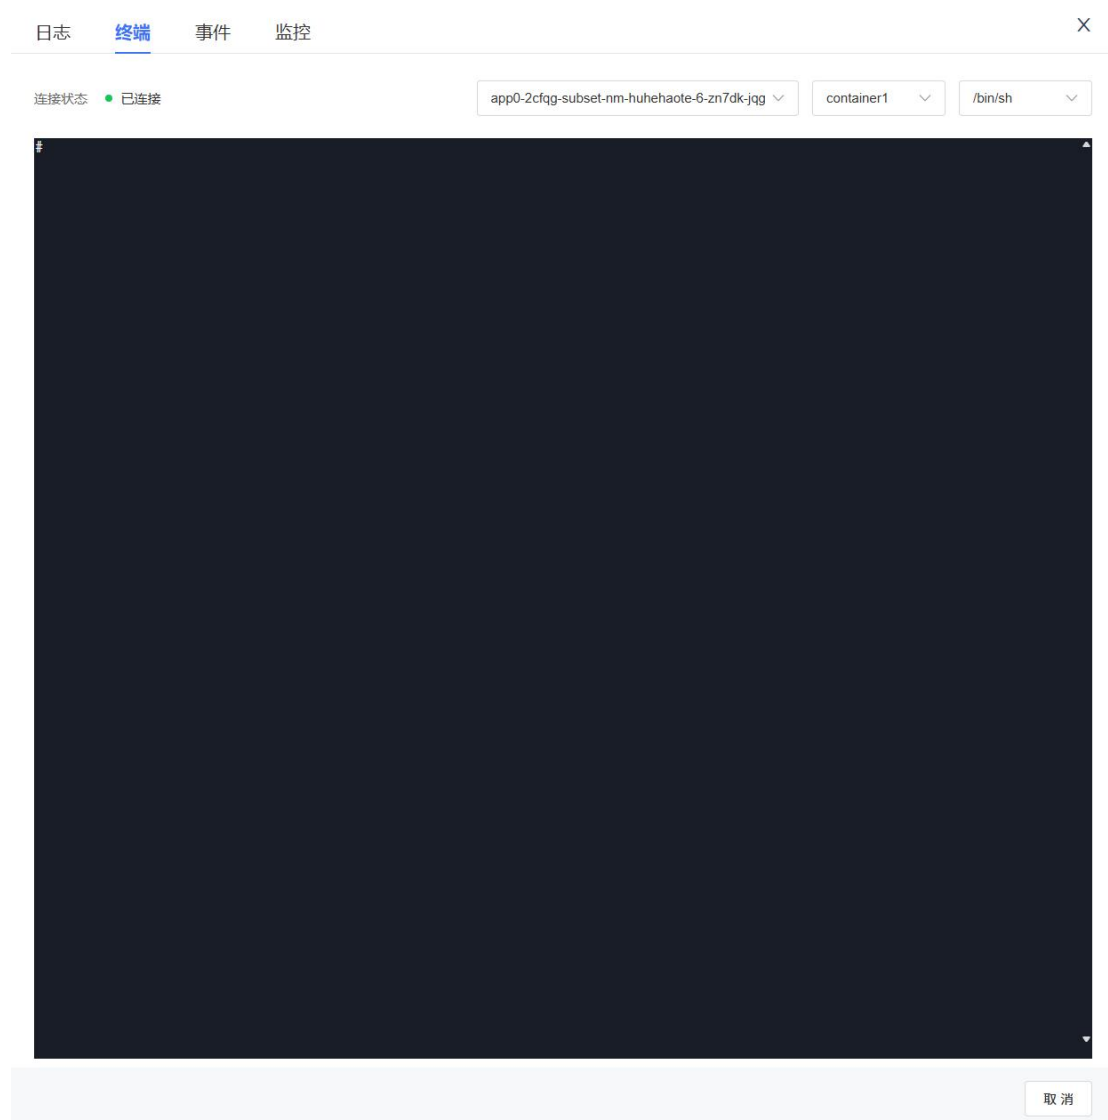 日志 终端 事件 监控 X
连接状态 已连接 app0-2cfqg-subset-nm-huhehaote-6-zn7dk-jqg container1 /bin/sh
#
取 消